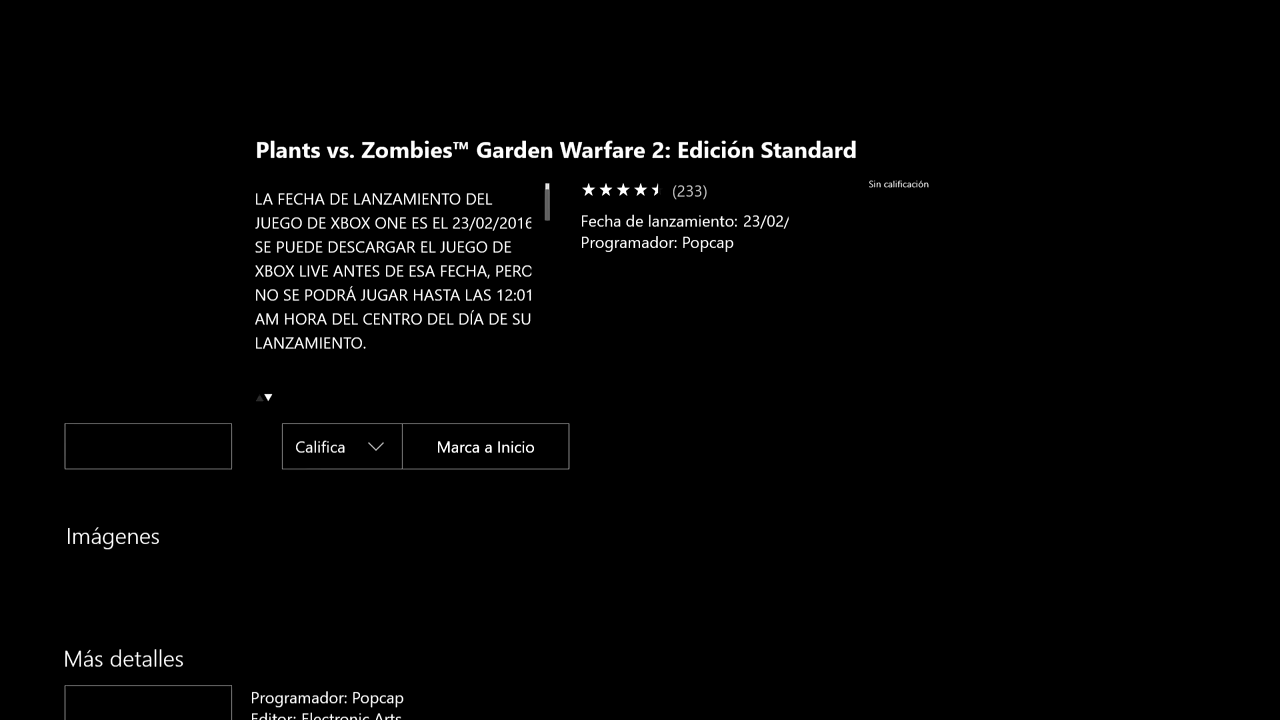 Plants vs. Zombies™ Garden Warfare 2: Edición Standard
LA FECHA DE LANZAMIENTO DEL
JUEGO DE XBOX ONE ES EL 23/02/2016
SE PUEDE DESCARGAR EL JUEGO DE
XBOX LIVE ANTES DE ESA FECHA, PERO
NO SE PODRÁ JUGAR HASTA LAS 12:01
AM HORA DEL CENTRO DEL DÍA DE SU
LANZAMIENTO.
(233)
Fecha de lanzamiento: 23/02/
Programador: Popcap
Sin calificación
Califica
Marca a Inicio
Imágenes
Más detalles
Programador: Popcap
Editor: Electronic Arts